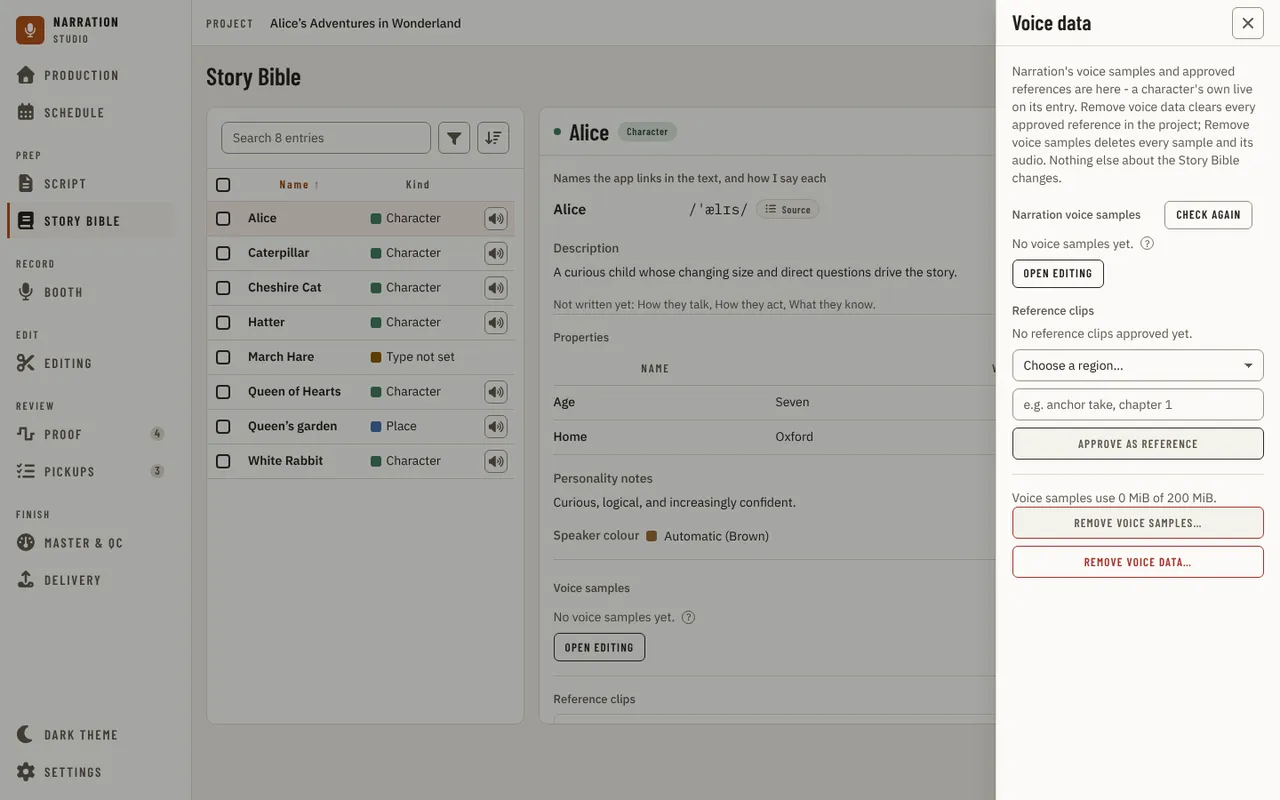 NARRATION
STUDIO
PRODUCTION
SCHEDULE
PREP
SCRIPT
STORY BIBLE
RECORD
BOOTH
EDIT
EDITING
REVIEW
PROOF 4
PICKUPS 3
FINISH
MASTER & QC
DELIVERY
DARK THEME
SETTINGS
PROJECT Alice's Adventures in Wonderland
Story Bible
Search 8 entries
Name ↑ Kind
Alice Character
Caterpillar Character
Cheshire Cat Character
Hatter Character
March Hare Type not set
Queen of Hearts Character
Queen's garden Place
White Rabbit Character
Alice Character
Names the app links in the text, and how I say each
Alice /ˈælɪs/ Source
Description
A curious child whose changing size and direct questions drive the story.
Not written yet: How they talk, How they act, What they know.
Properties
NAME
Age Seven
Home Oxford
Personality notes
Curious, logical, and increasingly confident.
Speaker colour Automatic (Brown)
Voice samples
No voice samples yet. ?
OPEN EDITING
Reference clips
Voice data
Narration's voice samples and approved
references are here - a character's own live
on its entry. Remove voice data clears every
approved reference in the project; Remove
voice samples deletes every sample and its
audio. Nothing else about the Story Bible
changes.
Narration voice samples CHECK AGAIN
No voice samples yet. ?
OPEN EDITING
Reference clips
No reference clips approved yet.
Choose a region...
e.g. anchor take, chapter 1
APPROVE AS REFERENCE
Voice samples use 0 MiB of 200 MiB.
REMOVE VOICE SAMPLES...
REMOVE VOICE DATA...